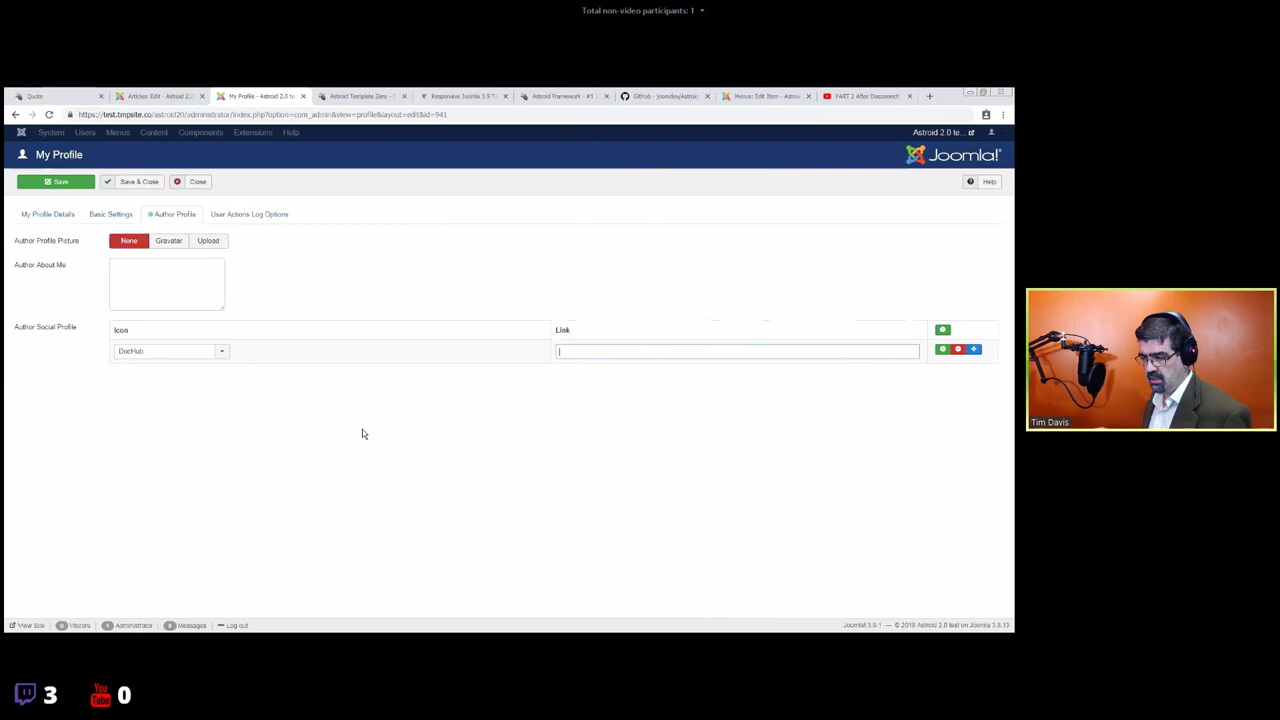 Total non-video participants: 1
Quote
Articles: Edit - Astroid 2.0
My Profile - Astroid 2.0 te
Astroid Template Zero - 
Responsive Joomla 3.9 T
Astroid Framework - #1
GitHub - joomdev/Astroid
Menus: Edit Item - Astro
PART 2 After Disconnect
https://test.tmpsite.co/astroid20/administrator/index.php?option=com_admin&view=profile&layout=edit&id=941
System Users Menus Content Components Extensions Help
Astroid 2.0 te...
My Profile
Joomla!
Save
Save & Close
Close
Help
My Profile Details
Basic Settings
Author Profile
User Actions Log Options
Author Profile Picture
None Gravatar Upload
Author About Me
Author Social Profile
Icon
Link
DocHub
Tim Davis
View Site
0 Visitors
1 Administrator
Messages
Log out
Joomla! 3.9.1 — © 2018 Astroid 2.0 test on Joomla 3.8.13
3
You Tube
0